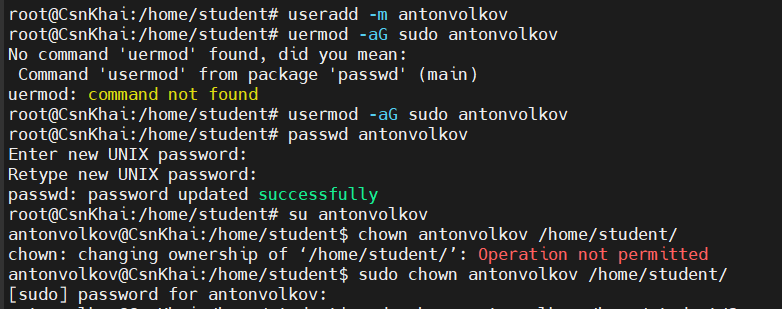 root@CsnKhai:/home/student# useradd -m antonvolkov
root@CsnKhai:/home/student# uermod -aG sudo antonvolkov
No command 'uermod' found, did you mean:
 Command 'usermod' from package 'passwd' (main)
uermod: command not found
root@CsnKhai:/home/student# usermod -aG sudo antonvolkov
root@CsnKhai:/home/student# passwd antonvolkov
Enter new UNIX password:
Retype new UNIX password:
passwd: password updated successfully
root@CsnKhai:/home/student# su antonvolkov
antonvolkov@CsnKhai:/home/student$ chown antonvolkov /home/student/
chown: changing ownership of ‘/home/student/’: Operation not permitted
antonvolkov@CsnKhai:/home/student$ sudo chown antonvolkov /home/student/
[sudo] password for antonvolkov: